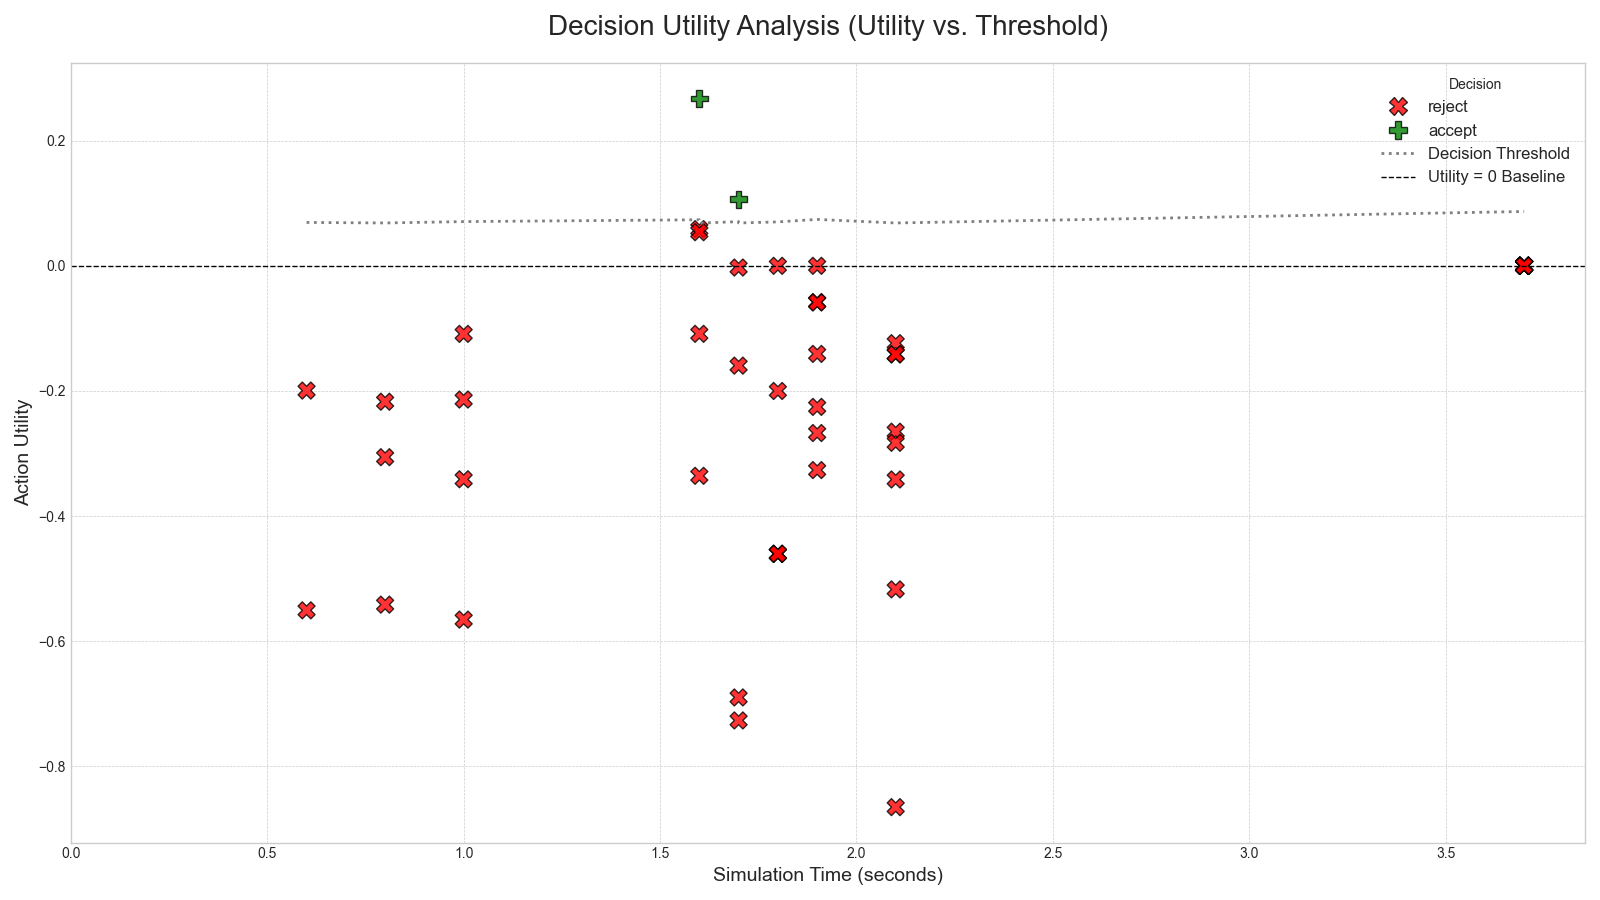 Decision Utility Analysis (Utility vs. Threshold)
Decision
reject
accept
Decision Threshold
Utility = 0 Baseline
Action Utility
0.2
0.0
−0.2
−0.4
−0.6
−0.8
0.0 0.5 1.0 1.5 2.0 2.5 3.0 3.5
Simulation Time (seconds)